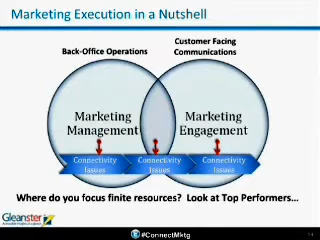 Marketing Execution in a Nutshell
Back-Office Operations
Customer Facing
Communications
Marketing
Management
Marketing
Engagement
Connectivity
Issues
Connectivity
Issues
Connectivity
Issues
Where do you focus finite resources? Look at Top Performers...
Gleanster
#ConnectMktg